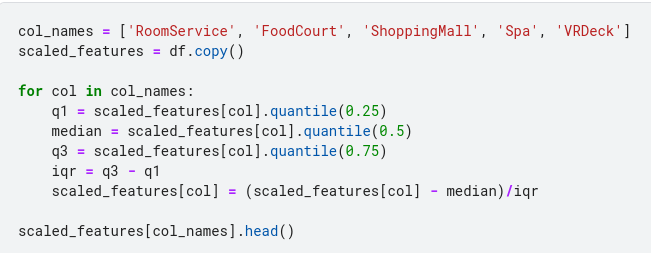 col_names = ['RoomService', 'FoodCourt', 'ShoppingMall', 'Spa', 'VRDeck']
scaled_features = df.copy()

for col in col_names:
    q1 = scaled_features[col].quantile(0.25)
    median = scaled_features[col].quantile(0.5)
    q3 = scaled_features[col].quantile(0.75)
    iqr = q3 - q1
    scaled_features[col] = (scaled_features[col] - median)/iqr

scaled_features[col_names].head()